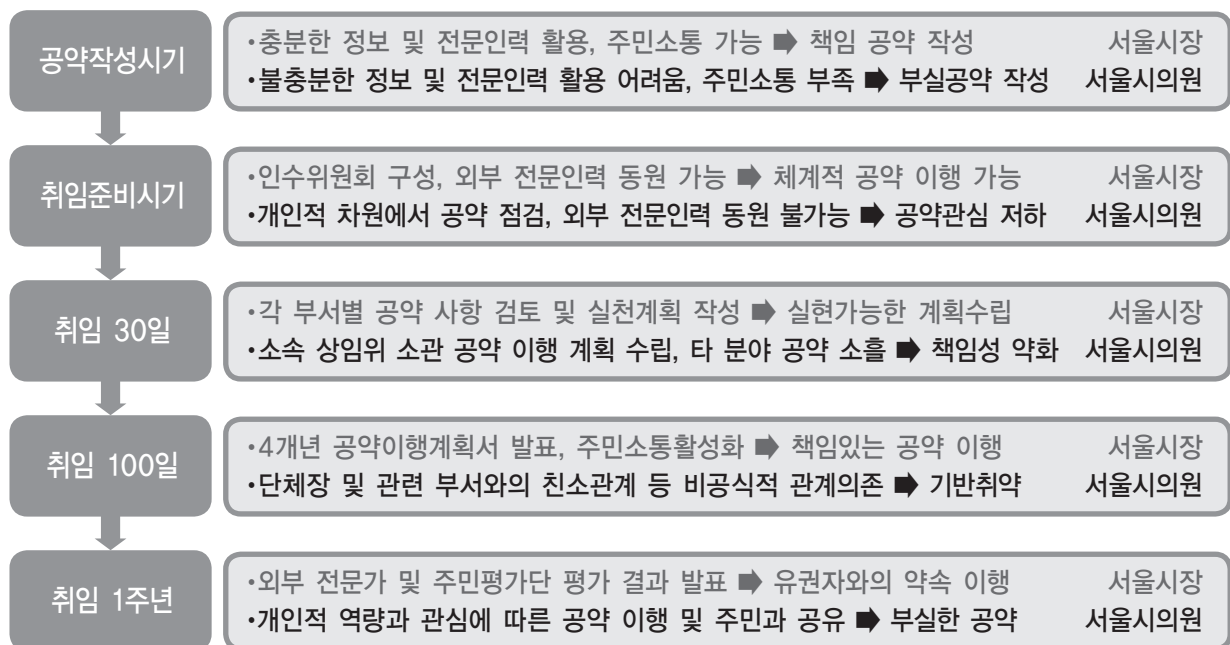 공약작성시기
·충분한 정보 및 전문인력 활용, 주민소통 가능 ➡ 책임 공약 작성 서울시장
·불충분한 정보 및 전문인력 활용 어려움, 주민소통 부족 ➡ 부실공약 작성 서울시의원
취임준비시기
·인수위원회 구성, 외부 전문인력 동원 가능 ➡ 체계적 공약 이행 가능 서울시장
·개인적 차원에서 공약 점검, 외부 전문인력 동원 불가능 ➡ 공약관심 저하 서울시의원
취임 30일
·각 부서별 공약 사항 검토 및 실천계획 작성 ➡ 실현가능한 계획수립 서울시장
·소속 상임위 소관 공약 이행 계획 수립, 타 분야 공약 소홀 ➡ 책임성 약화 서울시의원
취임 100일
·4개년 공약이행계획서 발표, 주민소통활성화 ➡ 책임있는 공약 이행 서울시장
·단체장 및 관련 부서와의 친소관계 등 비공식적 관계의존 ➡ 기반취약 서울시의원
취임 1주년
·외부 전문가 및 주민평가단 평가 결과 발표 ➡ 유권자와의 약속 이행 서울시장
·개인적 역량과 관심에 따른 공약 이행 및 주민과 공유 ➡ 부실한 공약 서울시의원